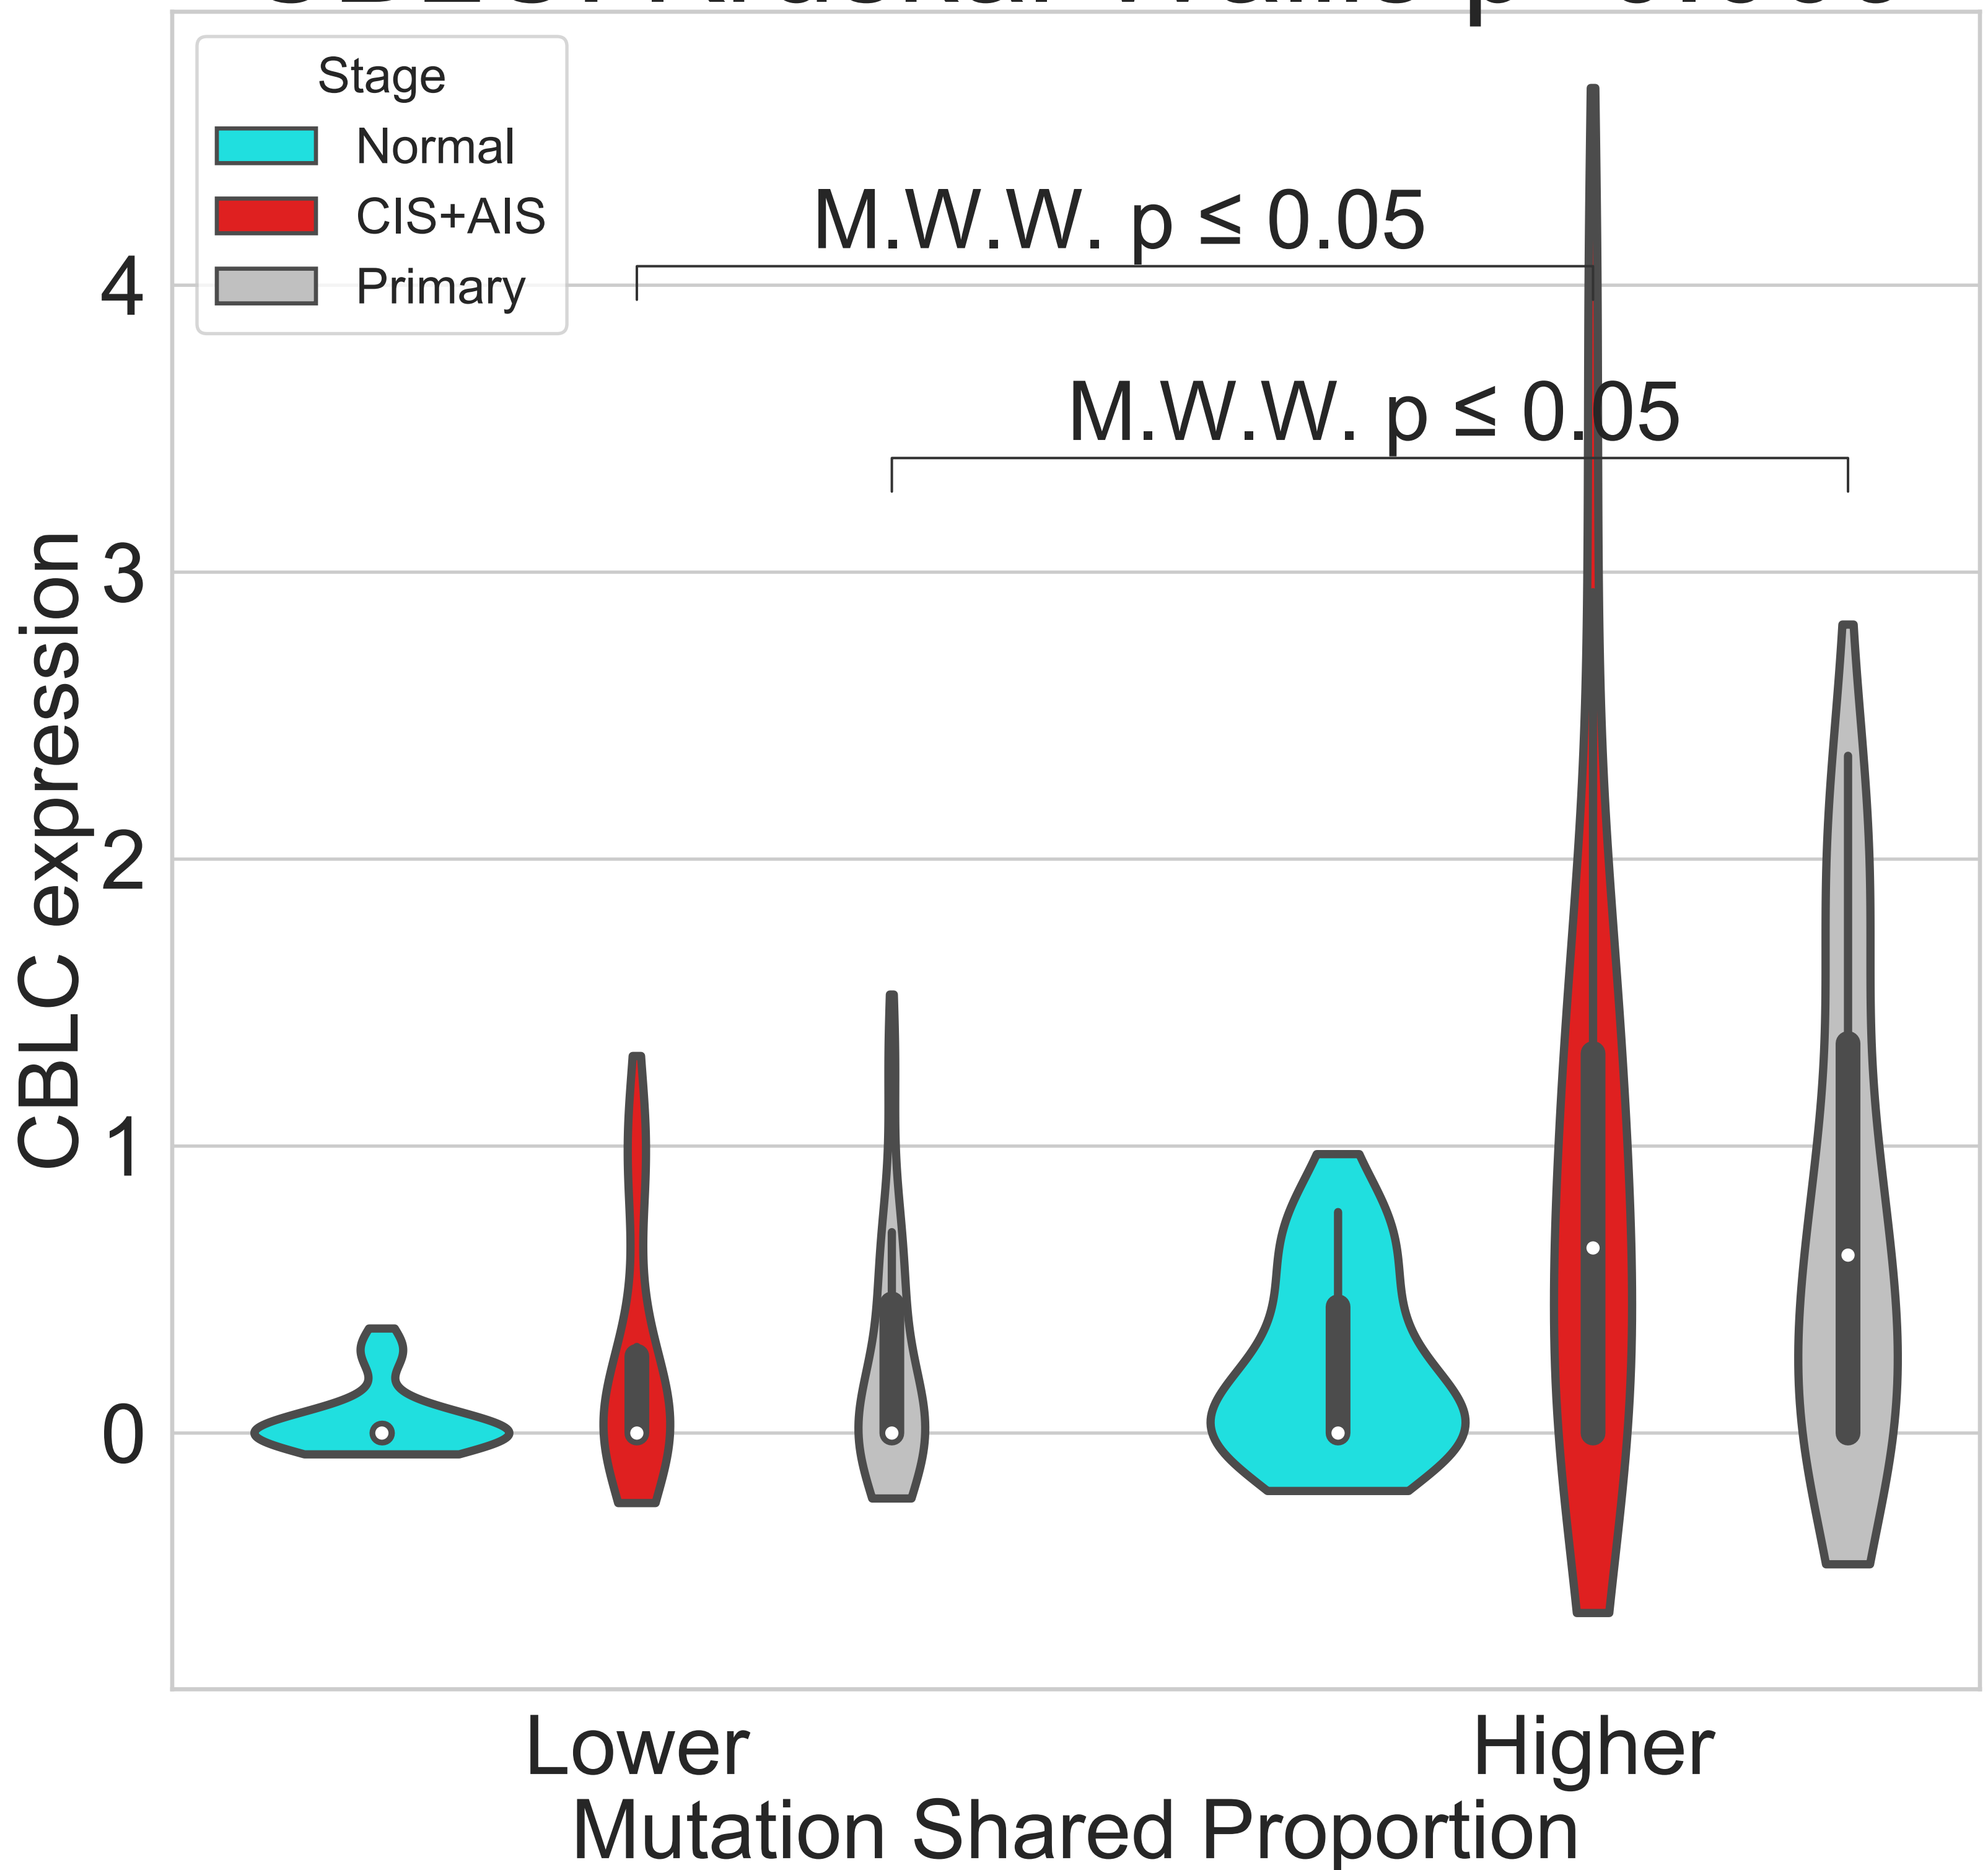 Stage
Normal
CIS+AIS
Primary
M.W.W. p ≤ 0.05
M.W.W. p ≤ 0.05
CBLC expression
4
3
2
1
0
Lower
Higher
Mutation Shared Proportion